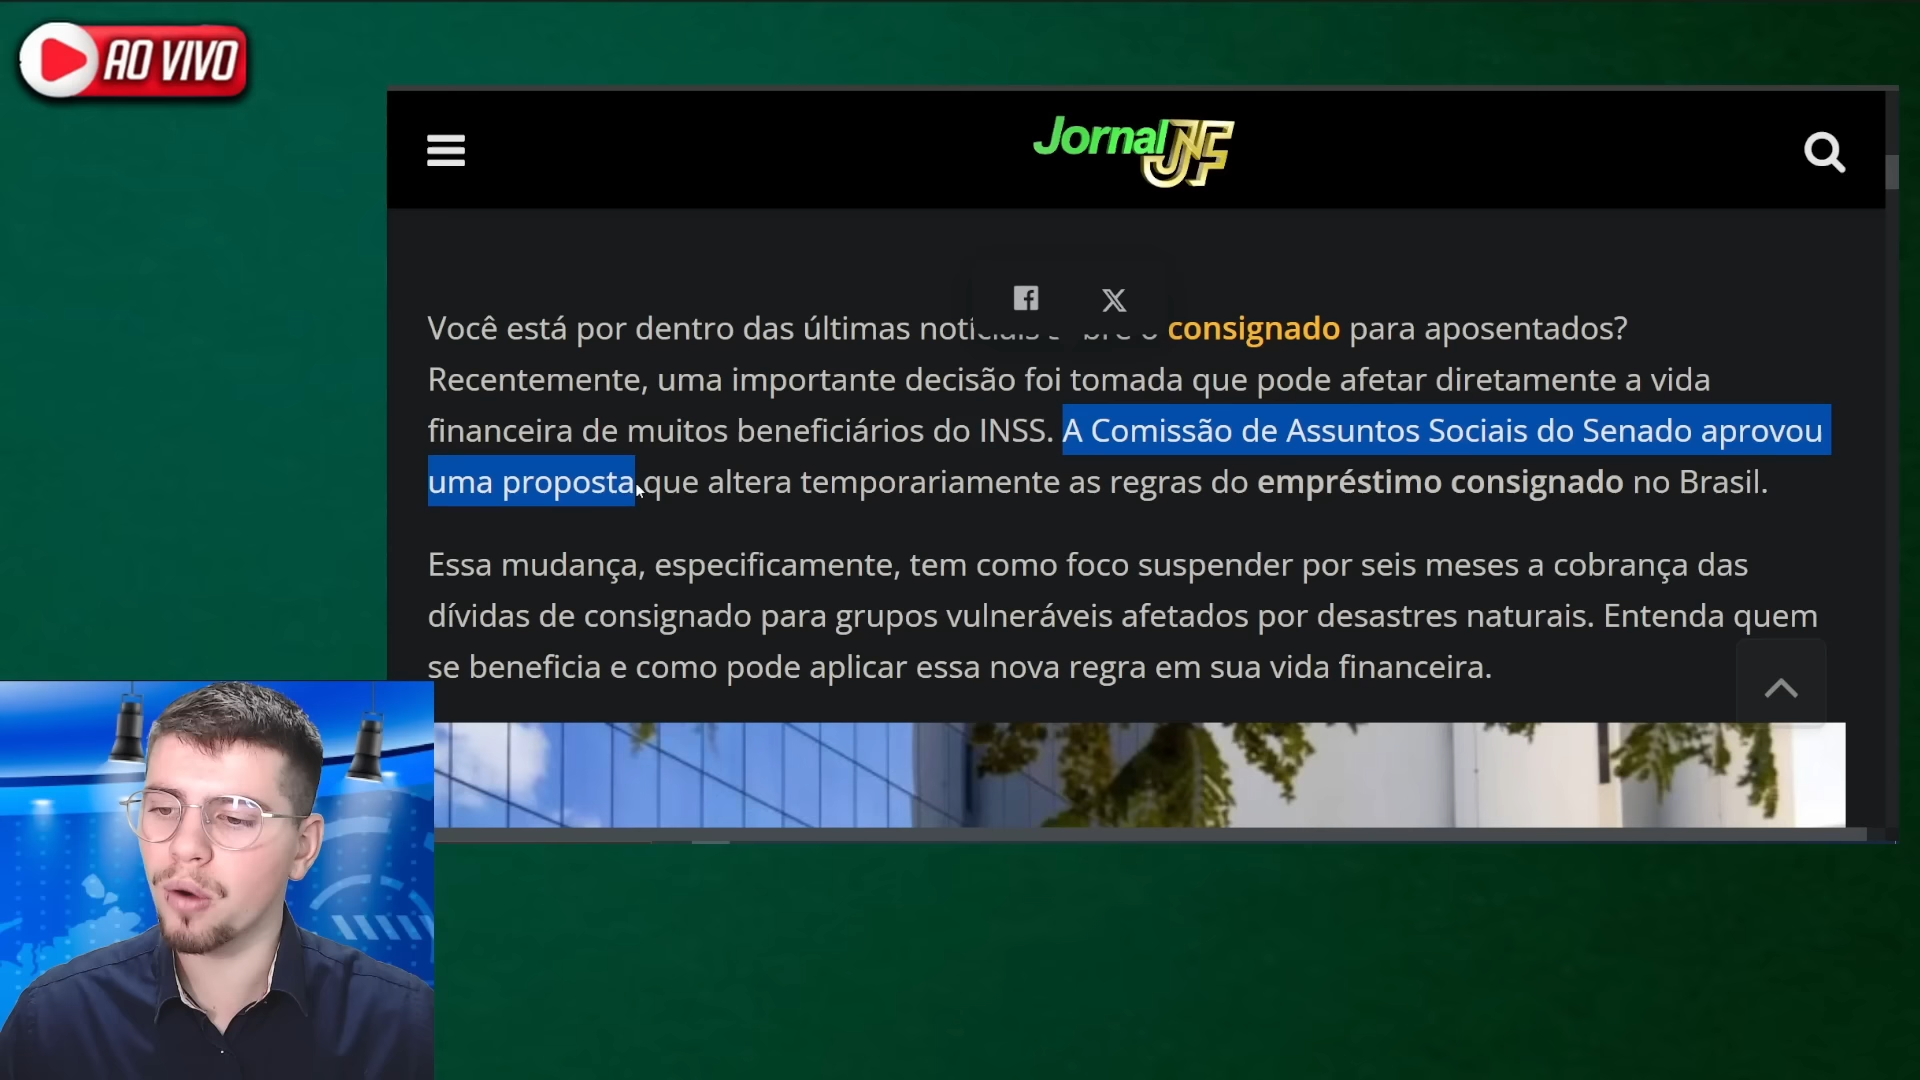 AO VIVO
Jornal JF
Você está por dentro das últimas consignado para aposentados?
Recentemente, uma importante decisão foi tomada que pode afetar diretamente a vida
financeira de muitos beneficiários do INSS. A Comissão de Assuntos Sociais do Senado aprovou
uma proposta que altera temporariamente as regras do empréstimo consignado no Brasil.
Essa mudança, especificamente, tem como foco suspender por seis meses a cobrança das
dívidas de consignado para grupos vulneráveis afetados por desastres naturais. Entenda quem
se beneficia e como pode aplicar essa nova regra em sua vida financeira.